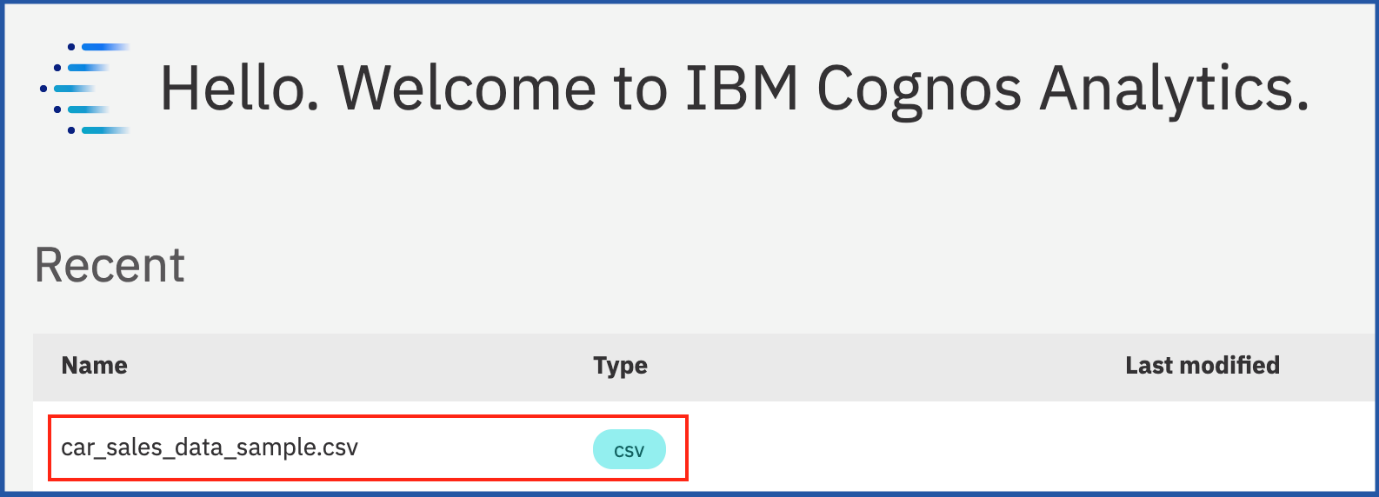 Hello. Welcome to IBM Cognos Analytics.
Recent
Name Type Last modified
car_sales_data_sample.csv csv